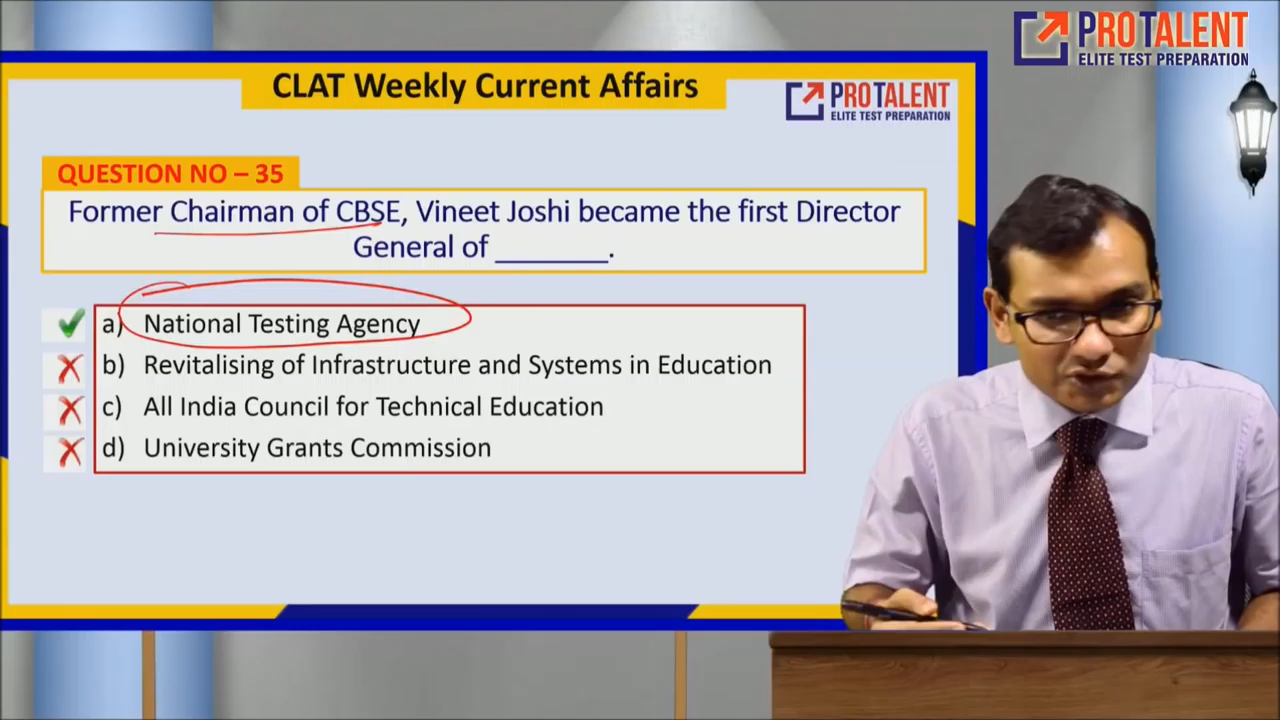 PROTALENT
ELITE TEST PREPARATION
CLAT Weekly Current Affairs
PROTALENT
ELITE TEST PREPARATION
QUESTION NO – 35
Former Chairman of CBSE, Vineet Joshi became the first Director
General of ________.
a) National Testing Agency
b) Revitalising of Infrastructure and Systems in Education
c) All India Council for Technical Education
d) University Grants Commission